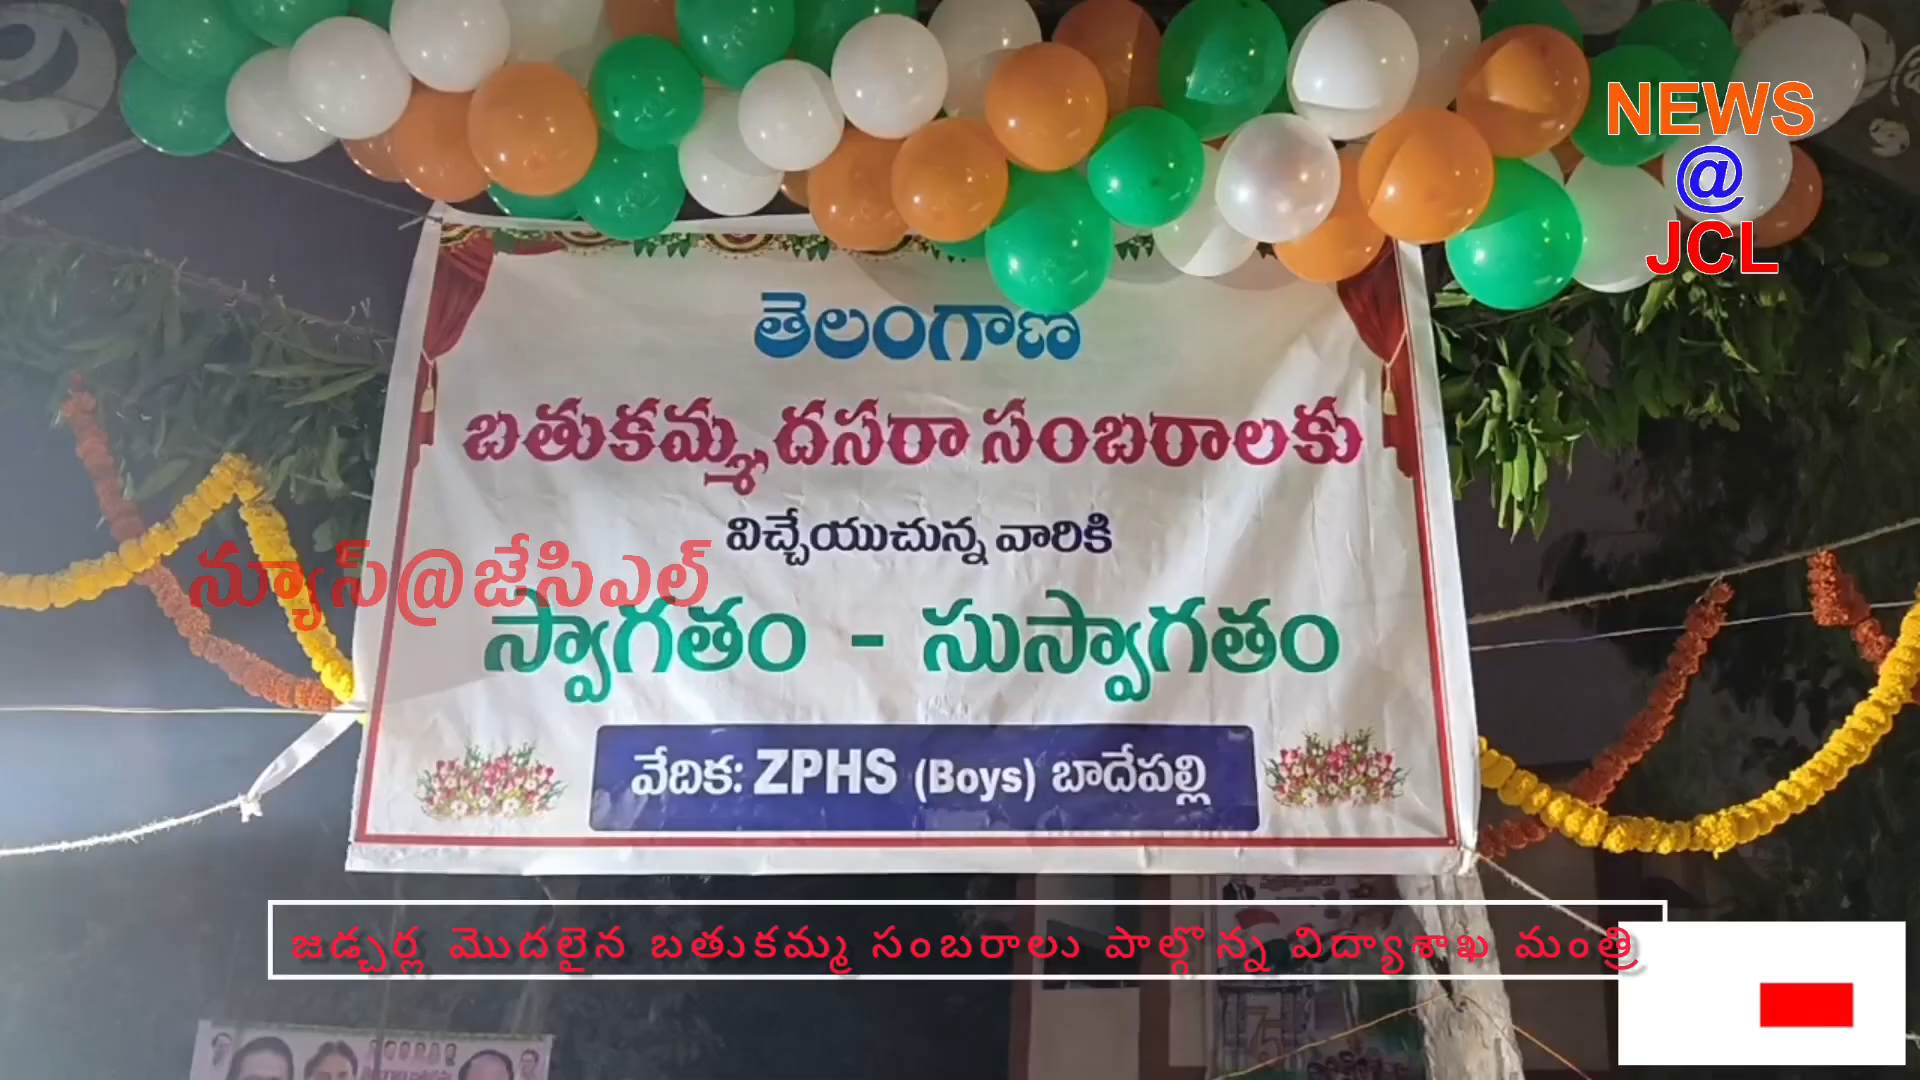 NEWS
@
JCL
తెలంగాణ
బతుకమ్మ, దసరా సంబరాలకు
విచ్చేయుచున్న వారికి
న్యూస్@జేసిఎల్
స్వాగతం - సుస్వాగతం
వేదిక: ZPHS (Boys) బాదేపల్లి
జడ్చర్ల మొదలైన బతుకమ్మ సంబరాలు పాల్గొన్న విద్యాశాఖ మంత్రి
75